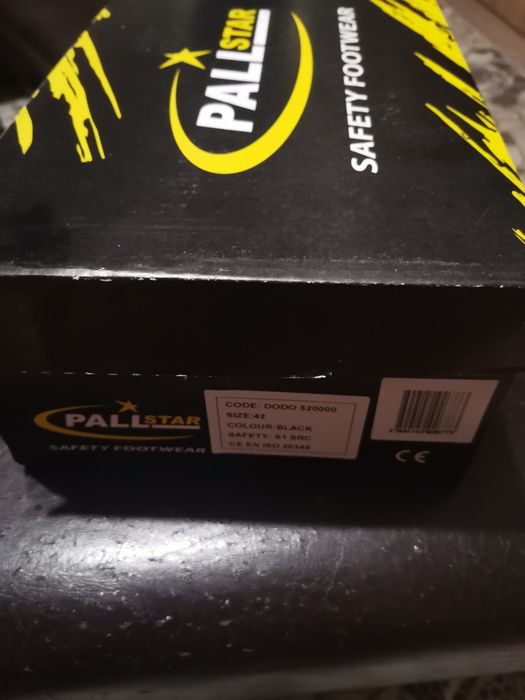 PALLSTAR
SAFETY FOOTWEAR
PALLSTAR
SAFETY FOOTWEAR
CODE: DODO 520000
SIZE:42
COLOUR:BLACK
SAFETY: S1 SRC
CE EN ISO 20345
CE